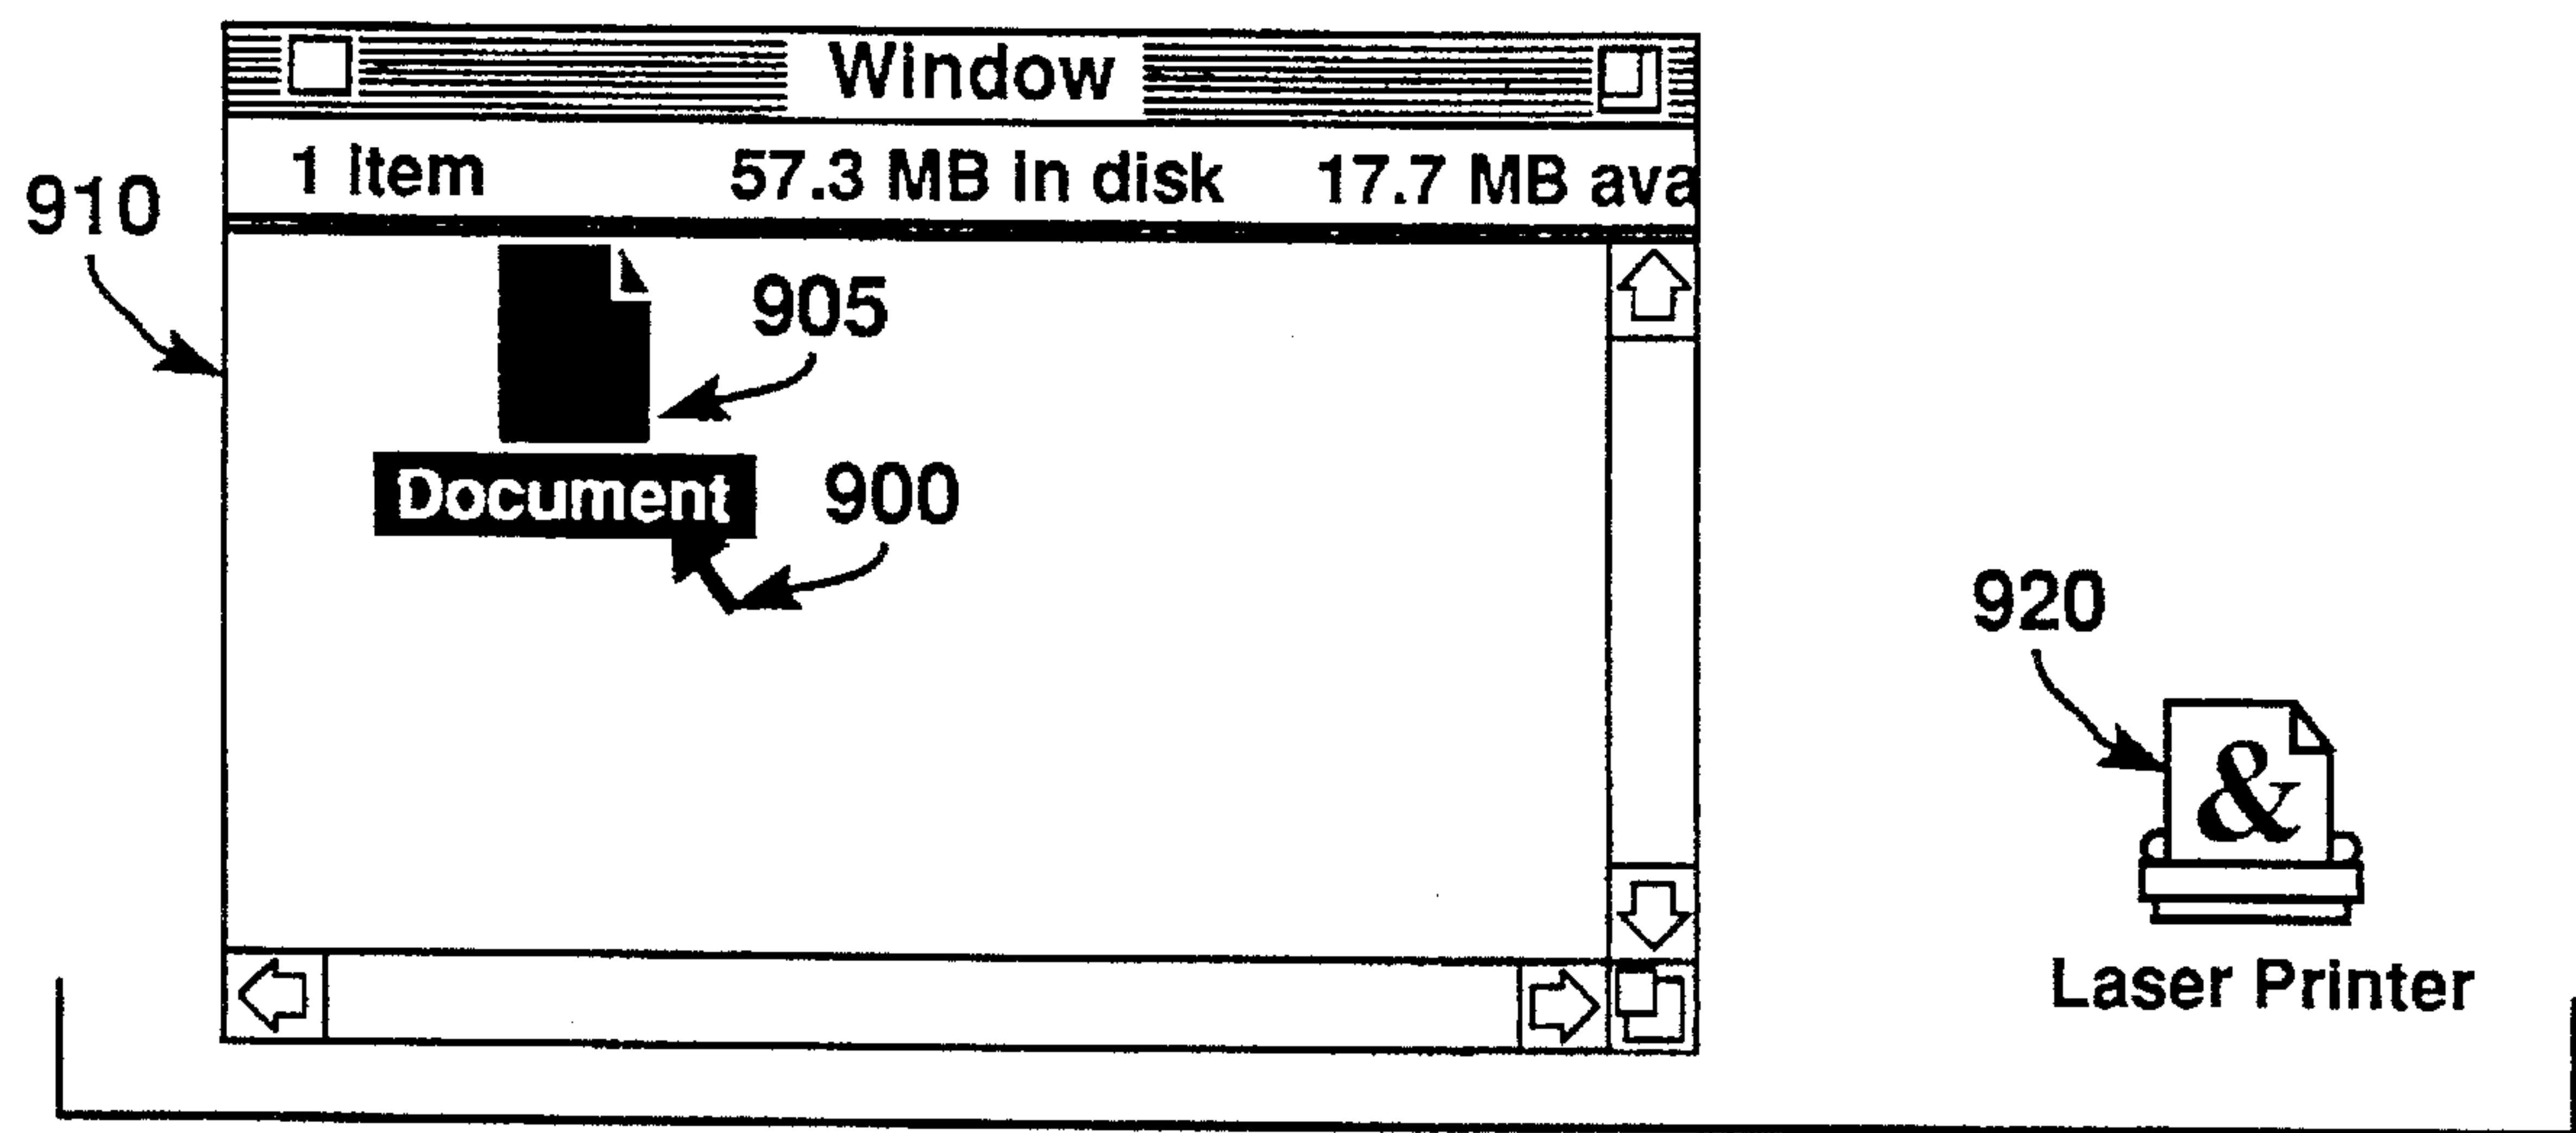 Window
1 item 57.3 MB in disk 17.7 MB ava
910
905
Document
900
920
&
Laser Printer